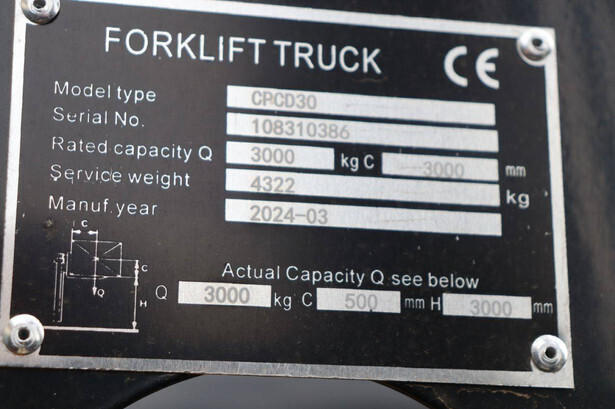 FORKLIFT TRUCK CE
Model type CPCD30
Serial No. 108310386
Rated capacity Q 3000 kg C 3000 mm
Service weight 4322 kg
Manuf. year 2024-03
C
C
Q H
Actual Capacity Q see below
Q 3000 kg C 500 mm H 3000 mm